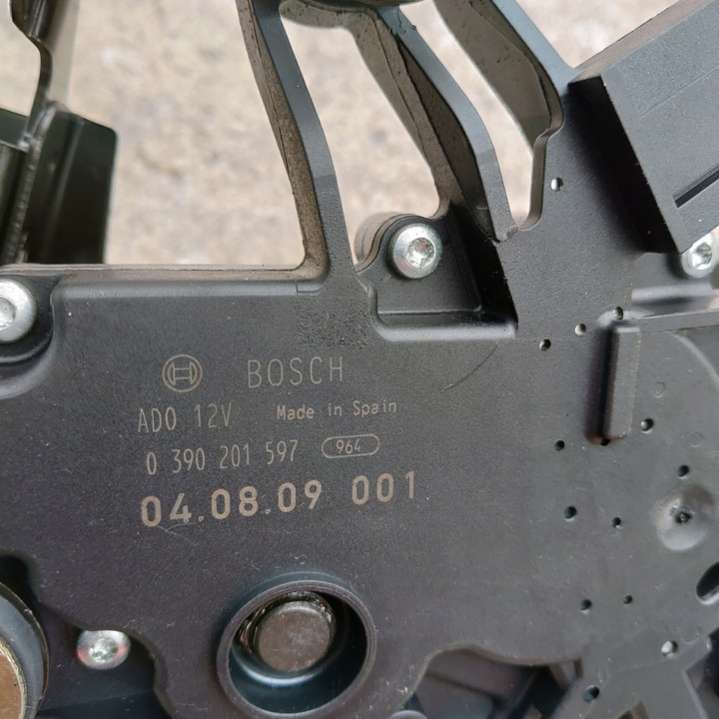 BOSCH
ADO 12V Made in Spain
0 390 201 597 964
04.08.09 001